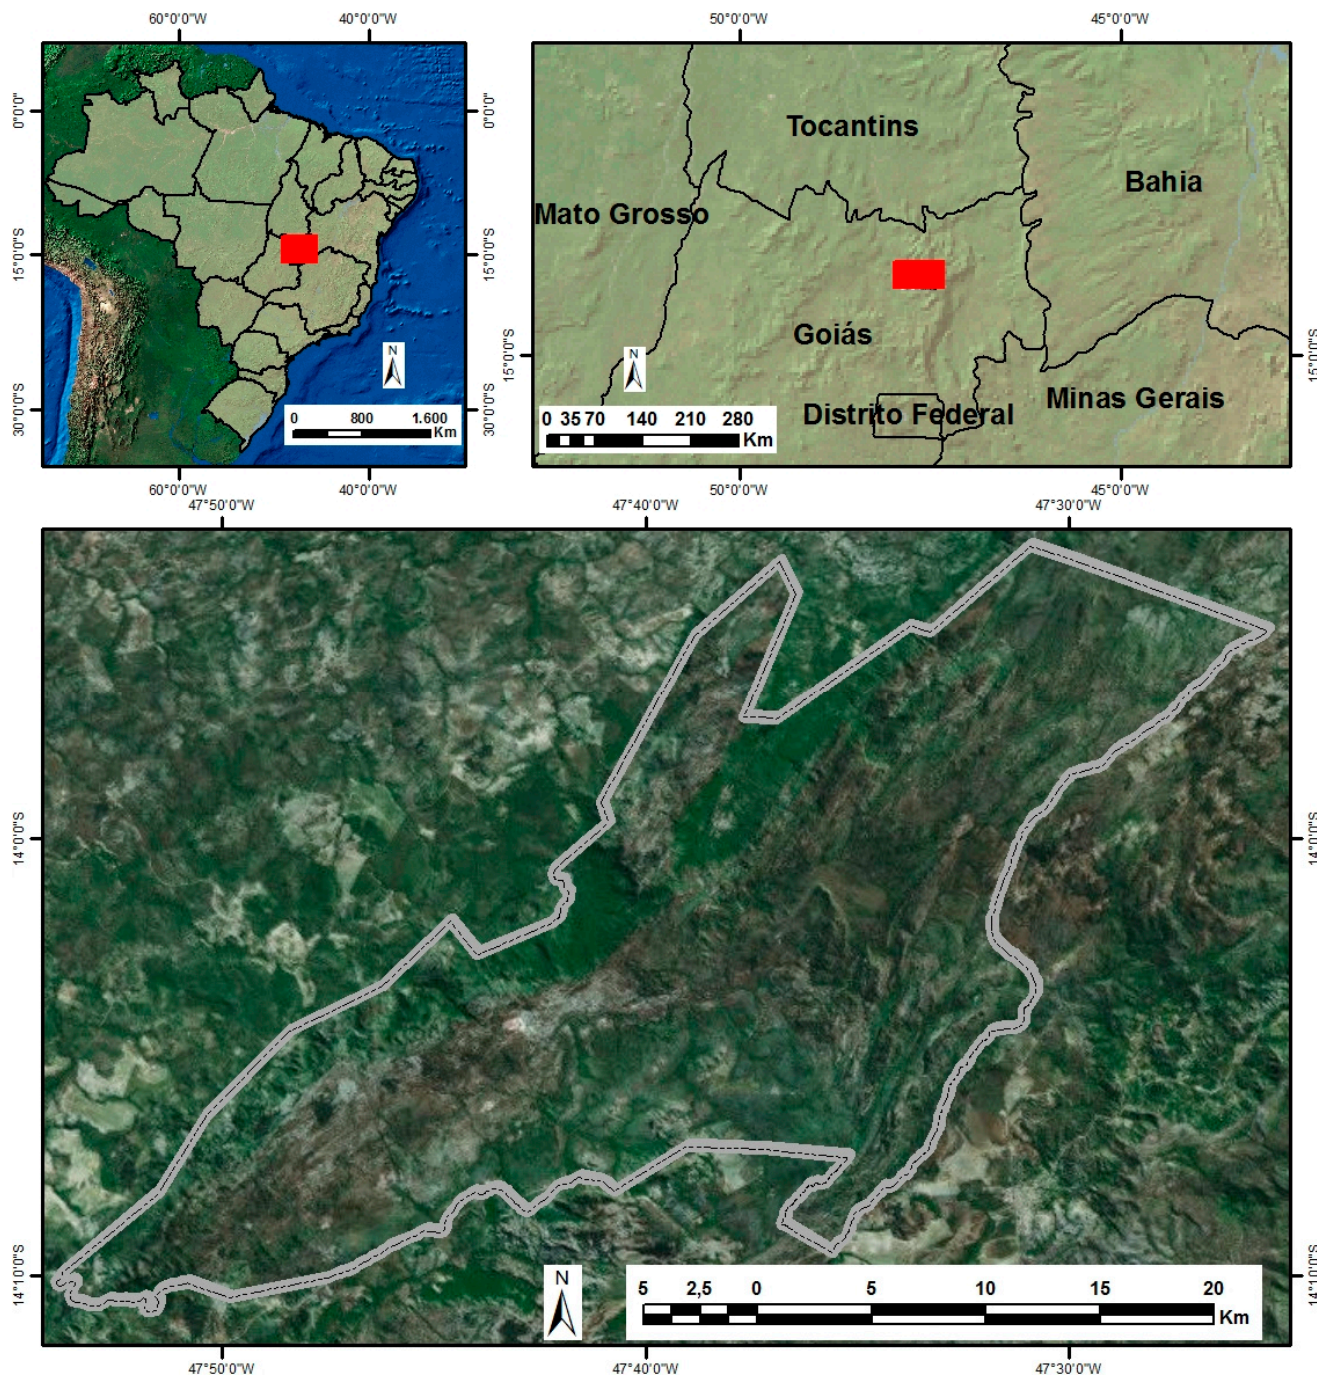 60°0'0"W 40°0'0"W 50°0'0"W 45°0'0"W
0°0'0"
15°0'0"S
30°0'0"S
0°0'0"
15°0'0"S
30°0'0"S
N
0 800 1.600
Km
60°0'0"W 40°0'0"W
Tocantins
Bahia
Mato Grosso
Goiás
Minas Gerais
Distrito Federal
15°0'0"S
15°0'0"S
N
0 35 70 140 210 280
Km
50°0'0"W 45°0'0"W
47°50'0"W 47°40'0"W 47°30'0"W
14°0'0"S
14°0'0"S
14°10'0"S
14°10'0"S
N
5 2,5 0 5 10 15 20
Km
47°50'0"W 47°40'0"W 47°30'0"W